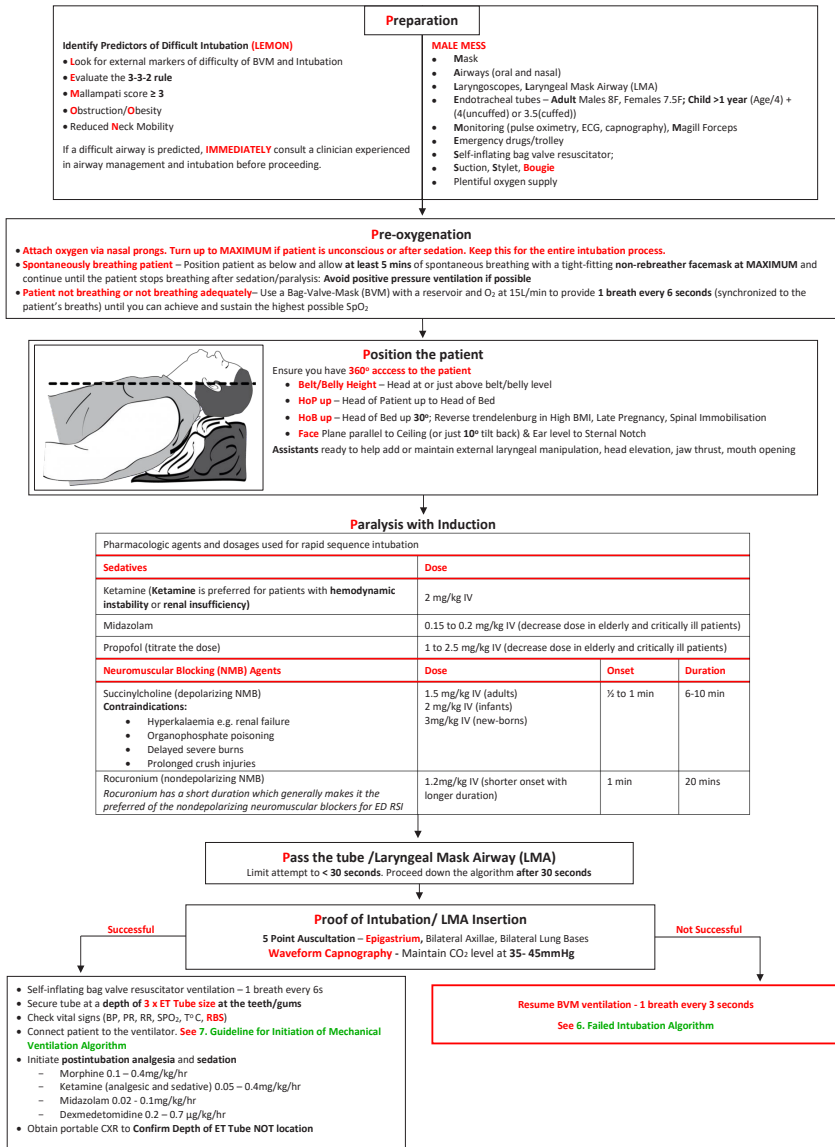 Preparation
Identify Predictors of Difficult Intubation (LEMON)
• Look for external markers of difficulty of BVM and Intubation
• Evaluate the 3-3-2 rule
• Mallampati score ≥ 3
• Obstruction/Obesity
• Reduced Neck Mobility
If a difficult airway is predicted, IMMEDIATELY consult a clinician experienced
in airway management and intubation before proceeding.
MALE MESS
• Mask
• Airways (oral and nasal)
• Laryngoscopes, Laryngeal Mask Airway (LMA)
• Endotracheal tubes – Adult Males 8F, Females 7.5F; Child >1 year (Age/4) +
(4(uncuffed) or 3.5(cuffed))
• Monitoring (pulse oximetry, ECG, capnography), Magill Forceps
• Emergency drugs/trolley
• Self-inflating bag valve resuscitator;
• Suction, Stylet, Bougie
• Plentiful oxygen supply
Pre-oxygenation
• Attach oxygen via nasal prongs. Turn up to MAXIMUM if patient is unconscious or after sedation. Keep this for the entire intubation process.
• Spontaneously breathing patient – Position patient as below and allow at least 5 mins of spontaneous breathing with a tight-fitting non-rebreather facemask at MAXIMUM and
continue until the patient stops breathing after sedation/paralysis: Avoid positive pressure ventilation if possible
• Patient not breathing or not breathing adequately– Use a Bag-Valve-Mask (BVM) with a reservoir and O₂ at 15L/min to provide 1 breath every 6 seconds (synchronized to the
patient's breaths) until you can achieve and sustain the highest possible SpO₂
Position the patient
Ensure you have 360° acccess to the patient
• Belt/Belly Height – Head at or just above belt/belly level
• HoP up – Head of Patient up to Head of Bed
• HoB up – Head of Bed up 30°; Reverse trendelenburg in High BMI, Late Pregnancy, Spinal Immobilisation
• Face Plane parallel to Ceiling (or just 10° tilt back) & Ear level to Sternal Notch
Assistants ready to help add or maintain external laryngeal manipulation, head elevation, jaw thrust, mouth opening
Paralysis with Induction
Pharmacologic agents and dosages used for rapid sequence intubation
Sedatives Dose
Ketamine (Ketamine is preferred for patients with hemodynamic
instability or renal insufficiency) 2 mg/kg IV
Midazolam 0.15 to 0.2 mg/kg IV (decrease dose in elderly and critically ill patients)
Propofol (titrate the dose) 1 to 2.5 mg/kg IV (decrease dose in elderly and critically ill patients)
Neuromuscular Blocking (NMB) Agents Dose Onset Duration
Succinylcholine (depolarizing NMB) 1.5 mg/kg IV (adults) ½ to 1 min 6-10 min
Contraindications: 2 mg/kg IV (infants)
• Hyperkalaemia e.g. renal failure 3mg/kg IV (new-borns)
• Organophosphate poisoning
• Delayed severe burns
• Prolonged crush injuries
Rocuronium (nondepolarizing NMB) 1.2mg/kg IV (shorter onset with 1 min 20 mins
Rocuronium has a short duration which generally makes it the longer duration)
preferred of the nondepolarizing neuromuscular blockers for ED RSI
Pass the tube /Laryngeal Mask Airway (LMA)
Limit attempt to < 30 seconds. Proceed down the algorithm after 30 seconds
Proof of Intubation/ LMA Insertion
5 Point Auscultation – Epigastrium, Bilateral Axillae, Bilateral Lung Bases
Waveform Capnography - Maintain CO₂ level at 35- 45mmHg
Successful
Not Successful
• Self-inflating bag valve resuscitator ventilation – 1 breath every 6s
• Secure tube at a depth of 3 x ET Tube size at the teeth/gums
• Check vital signs (BP, PR, RR, SPO₂, T° C, RBS)
• Connect patient to the ventilator. See 7. Guideline for Initiation of Mechanical
Ventilation Algorithm
• Initiate postintubation analgesia and sedation
– Morphine 0.1 – 0.4mg/kg/hr
– Ketamine (analgesic and sedative) 0.05 – 0.4mg/kg/hr
– Midazolam 0.02 - 0.1mg/kg/hr
– Dexmedetomidine 0.2 – 0.7 µg/kg/hr
• Obtain portable CXR to Confirm Depth of ET Tube NOT location
Resume BVM ventilation - 1 breath every 3 seconds
See 6. Failed Intubation Algorithm